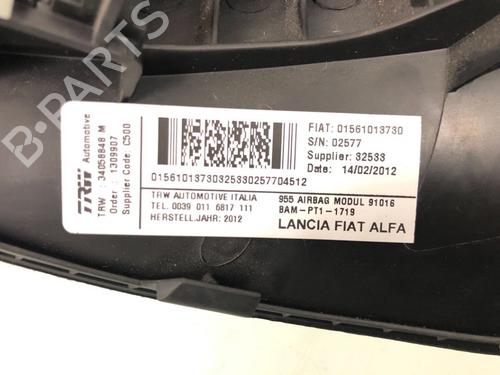 TRW Automotive
TRW : 34058848 M
Order : 1309907
Supplier Code C500
FIAT: 01561013730
S/N: 02577
Supplier: 32533
Date: 14/02/2012
01561013730325330257704512
TRW AUTOMOTIVE ITALIA
TEL. 0039 011 6817 111
HERSTELL.JAHR: 2012
955 AIRBAG MODUL 91016
BAM-PT1-1719
LANCIA FIAT ALFA
B-PARTS